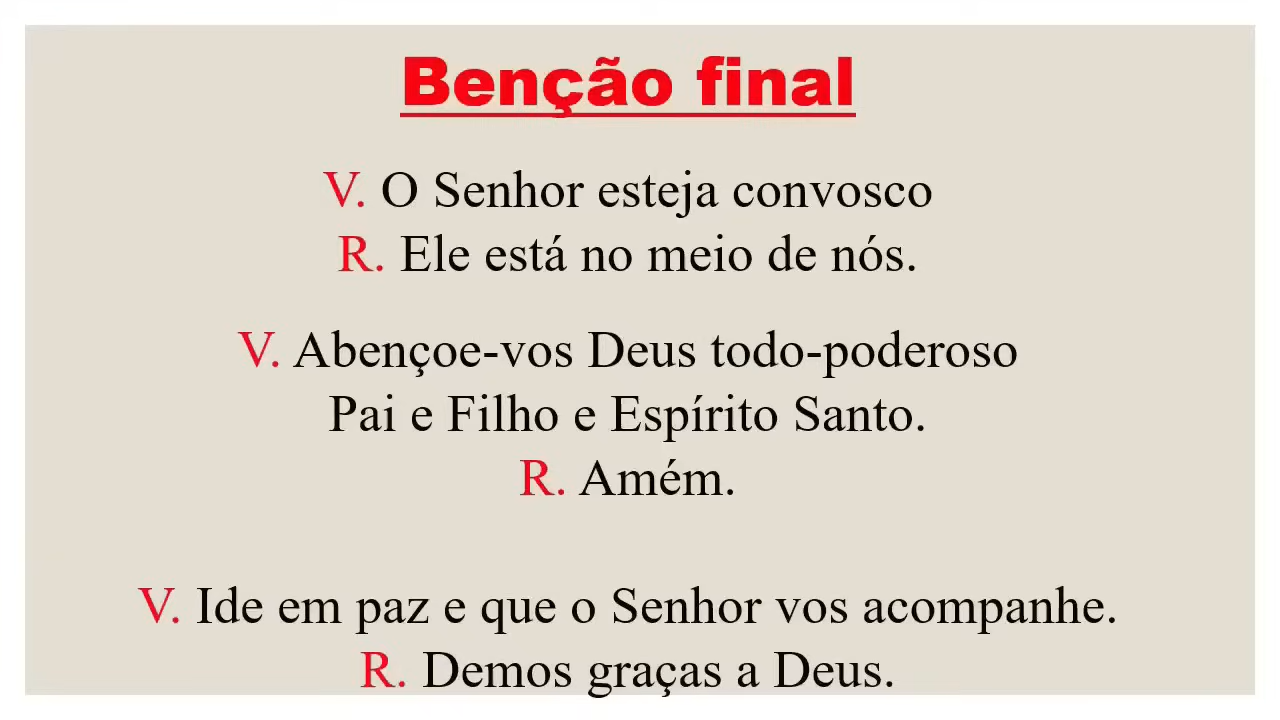 Benção final
V. O Senhor esteja convosco
R. Ele está no meio de nós.
V. Abençoe-vos Deus todo-poderoso
Pai e Filho e Espírito Santo.
R. Amém.
V. Ide em paz e que o Senhor vos acompanhe.
R. Demos graças a Deus.